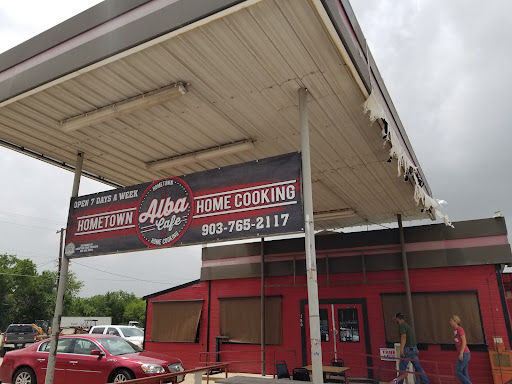 OPEN 7 DAYS A WEEK
HOMETOWN
HOMETOWN
Alba
Cafe
HOME COOKING
HOME COOKING
903-765-2117